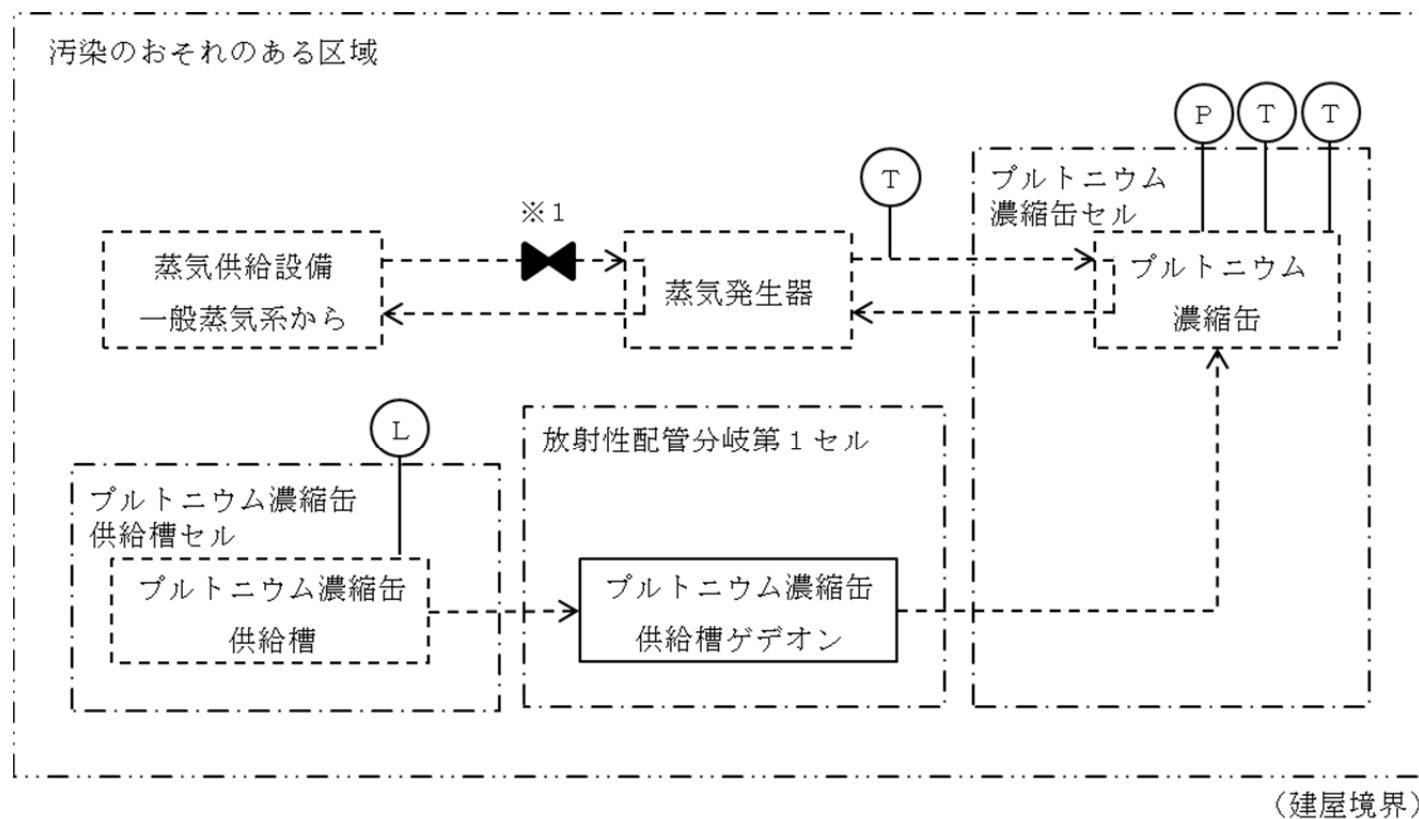 汚染のおそれのある区域
P
T
T
T
プルトニウム
濃縮缶セル
※1
蒸気供給設備
一般蒸気系から
蒸気発生器
プルトニウム
濃縮缶
L
放射性配管分岐第1セル
プルトニウム濃縮缶
供給槽セル
プルトニウム濃縮缶
供給槽
プルトニウム濃縮缶
供給槽ゲデオン
(建屋境界)